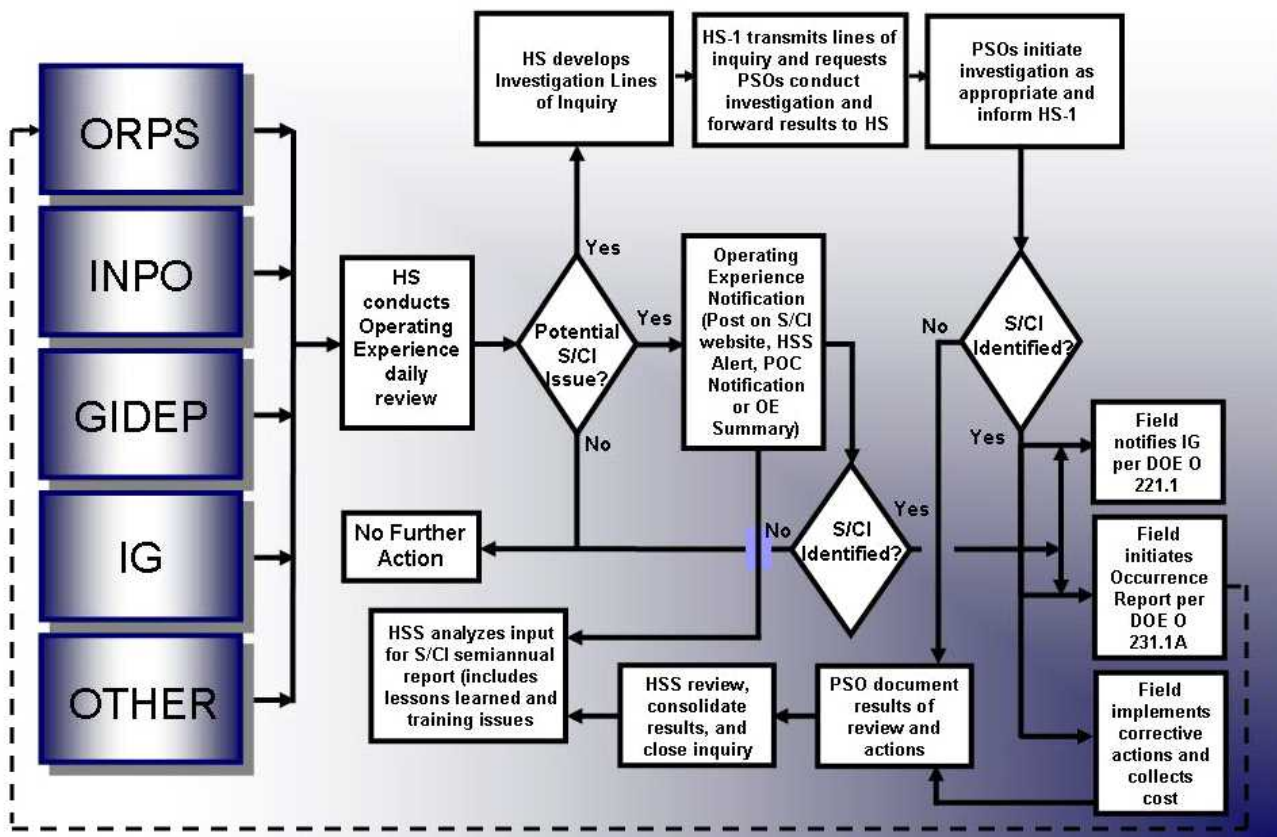 ORPS
INPO
GIDEP
IG
OTHER
HS
conducts
Operating
Experience
daily
review
Potential
S/CI
Issue?
Yes
Yes
No
HS develops
Investigation Lines
of Inquiry
HS-1 transmits lines of
inquiry and requests
PSOs conduct
investigation and
forward results to HS
PSOs initiate
investigation as
appropriate and
inform HS-1
Operating
Experience
Notification
(Post on S/CI
website, HSS
Alert, POC
Notification
or OE
Summary)
No
S/CI
Identified?
Yes
No
S/CI
Identified?
Yes
No Further
Action
Field
notifies IG
per DOE O
221.1
Field
initiates
Occurrence
Report per
DOE O
231.1A
Field
implements
corrective
actions and
collects
cost
PSO document
results of
review and
actions
HSS review,
consolidate
results, and
close inquiry
HSS analyzes input
for S/CI semiannual
report (includes
lessons learned and
training issues